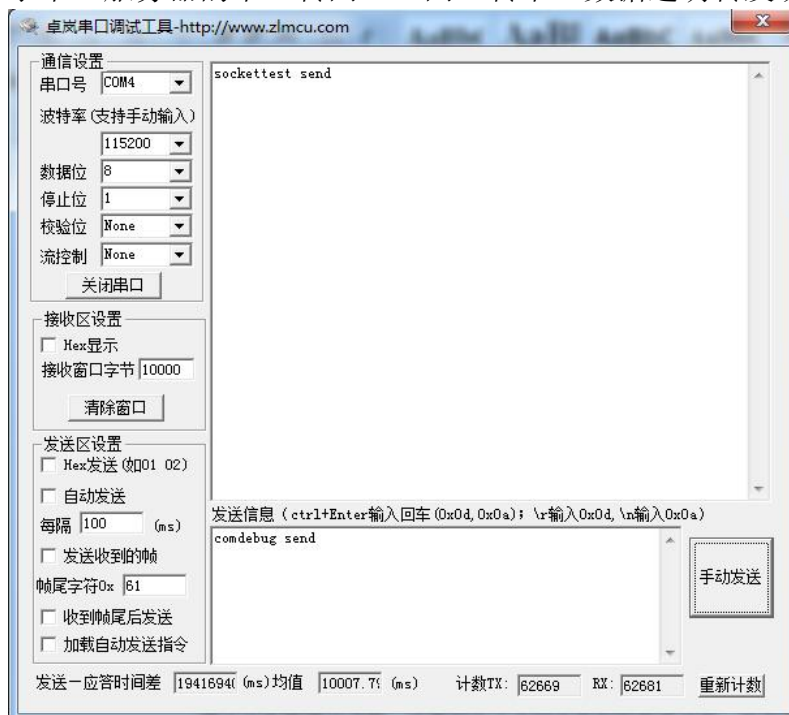 卓岚串口调试工具-http://www.zlmcu.com
通信设置
串口号 COM4
波特率(支持手动输入)
115200
数据位 8
停止位 1
校验位 None
流控制 None
关闭串口
接收区设置
Hex显示
接收窗口字节 10000
清除窗口
发送区设置
Hex发送(如01 02)
自动发送
每隔 100 (ms)
发送收到的帧
帧尾字符0x 61
收到帧尾后发送
加载自动发送指令
sockettest send
发送信息(ctrl+Enter输入回车(0x0d,0x0a); \r输入0x0d,\n输入0x0a)
comdebug send
手动发送
发送一应答时间差 1941694( (ms)均值 10007.7 (ms) 计数TX: 62669 RX: 62681 重新计数